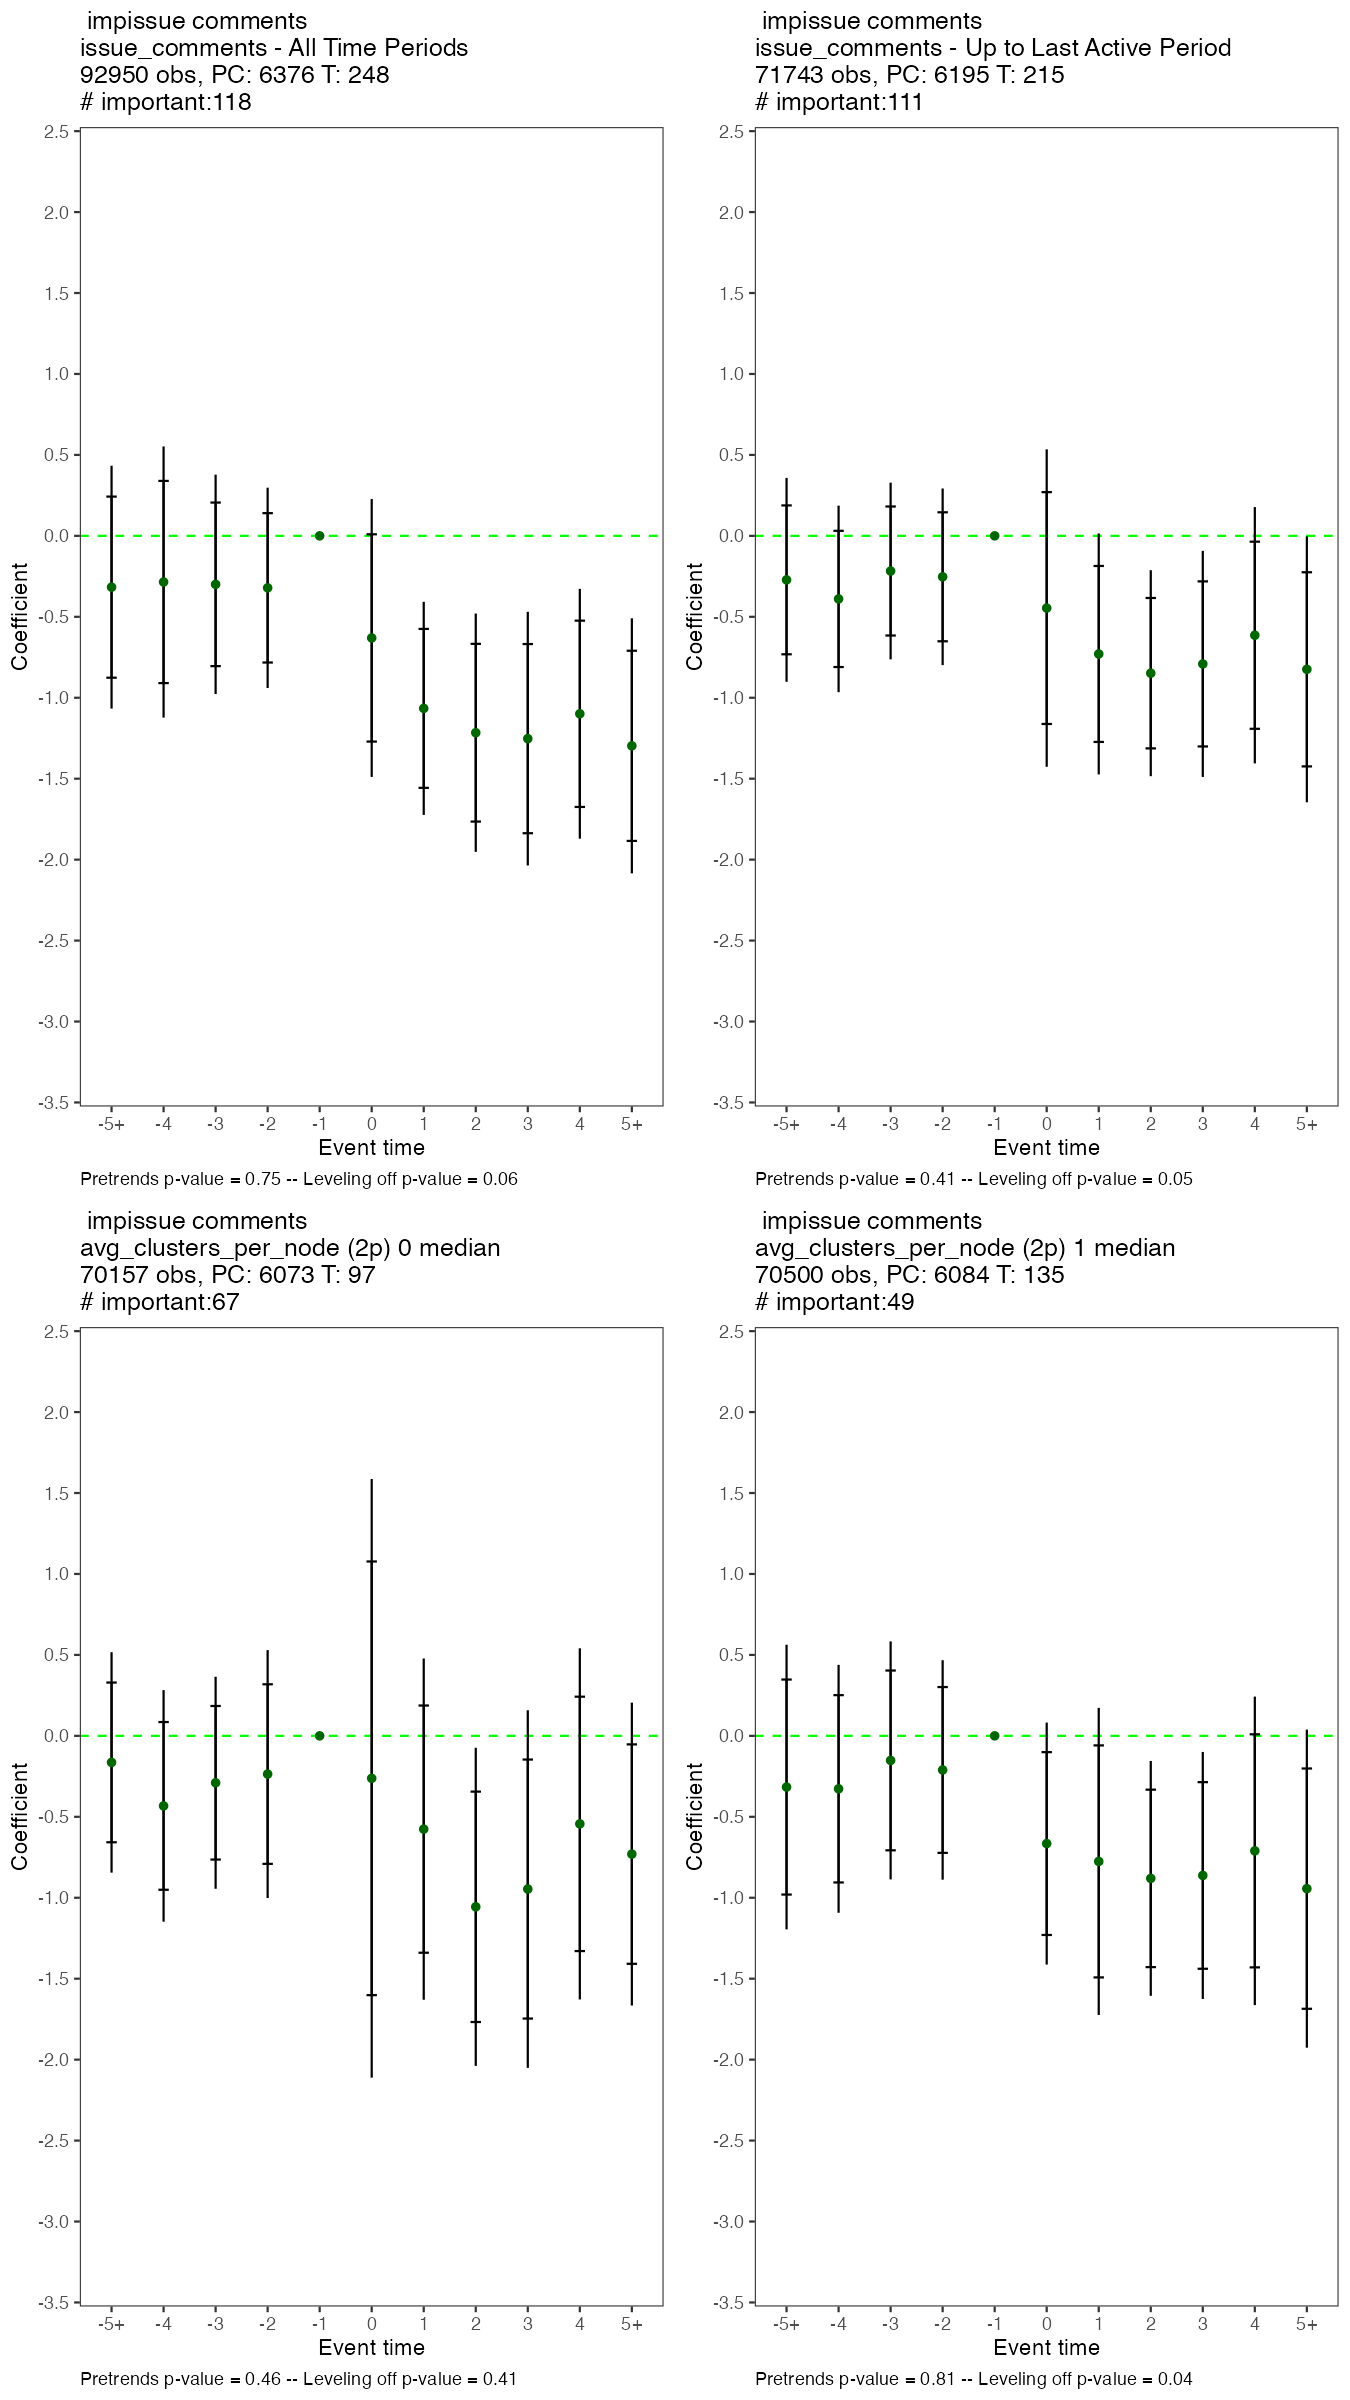 impissue comments
issue_comments - All Time Periods
92950 obs, PC: 6376 T: 248
# important:118
2.5
2.0
1.5
1.0
0.5
0.0
-0.5
-1.0
-1.5
-2.0
-2.5
-3.0
-3.5
Coefficient
-5+ -4 -3 -2 -1 0 1 2 3 4 5+
Event time
Pretrends p-value = 0.75 -- Leveling off p-value = 0.06
impissue comments
issue_comments - Up to Last Active Period
71743 obs, PC: 6195 T: 215
# important:111
2.5
2.0
1.5
1.0
0.5
0.0
-0.5
-1.0
-1.5
-2.0
-2.5
-3.0
-3.5
Coefficient
-5+ -4 -3 -2 -1 0 1 2 3 4 5+
Event time
Pretrends p-value = 0.41 -- Leveling off p-value = 0.05
impissue comments
avg_clusters_per_node (2p) 0 median
70157 obs, PC: 6073 T: 97
# important:67
2.5
2.0
1.5
1.0
0.5
0.0
-0.5
-1.0
-1.5
-2.0
-2.5
-3.0
-3.5
Coefficient
-5+ -4 -3 -2 -1 0 1 2 3 4 5+
Event time
Pretrends p-value = 0.46 -- Leveling off p-value = 0.41
impissue comments
avg_clusters_per_node (2p) 1 median
70500 obs, PC: 6084 T: 135
# important:49
2.5
2.0
1.5
1.0
0.5
0.0
-0.5
-1.0
-1.5
-2.0
-2.5
-3.0
-3.5
Coefficient
-5+ -4 -3 -2 -1 0 1 2 3 4 5+
Event time
Pretrends p-value = 0.81 -- Leveling off p-value = 0.04